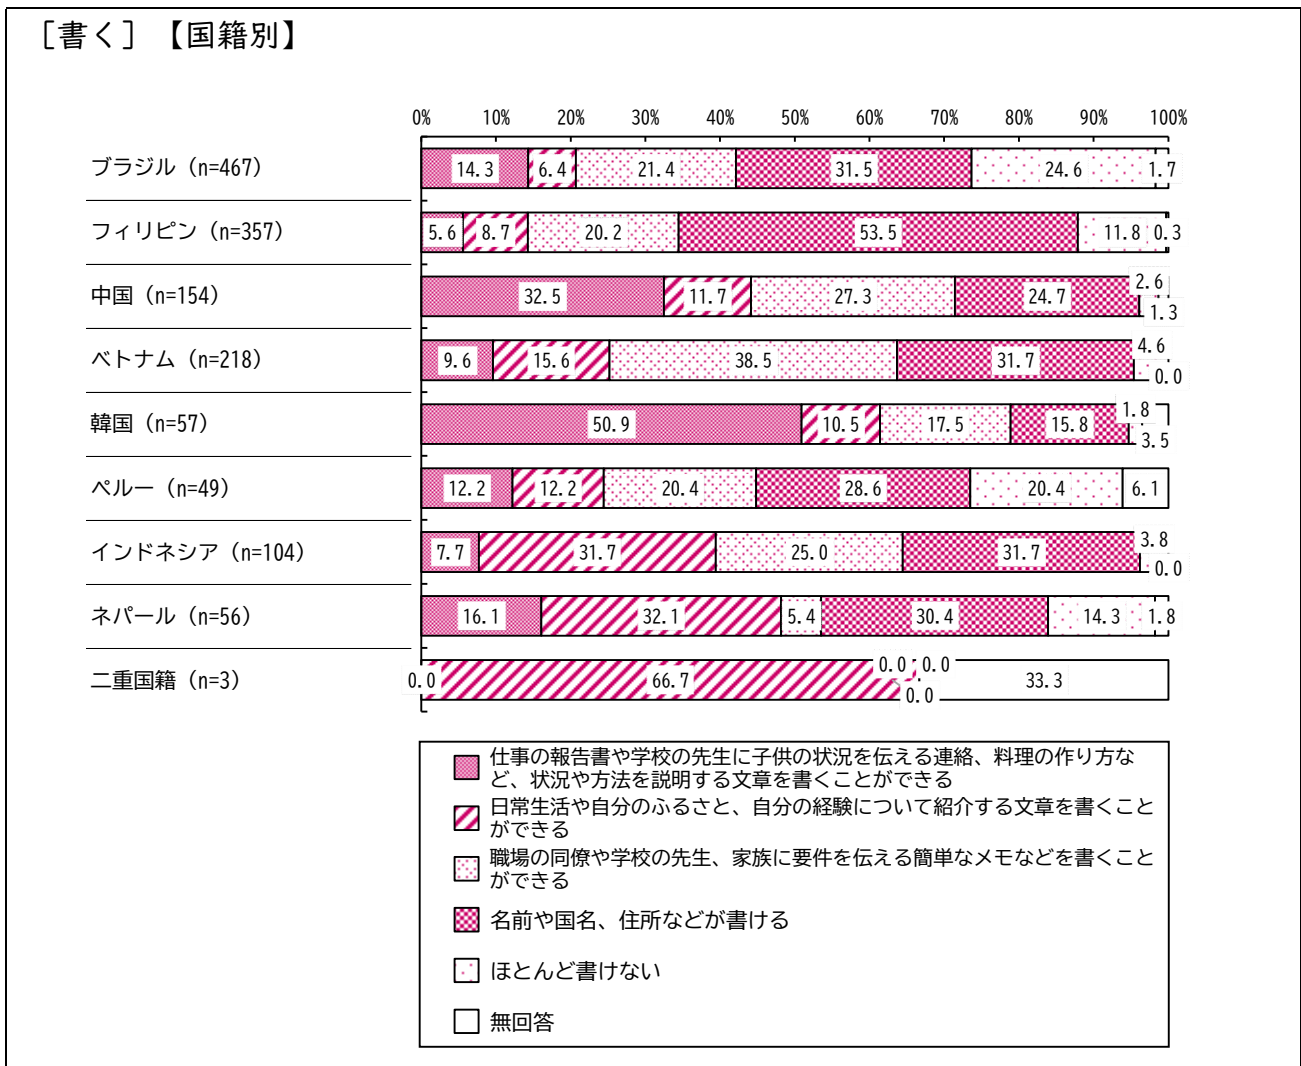 ［書く］【国籍別】
0% 10% 20% 30% 40% 50% 60% 70% 80% 90% 100%
ブラジル（n=467） 14.3 6.4 21.4 31.5 24.6 1.7
フィリピン（n=357） 5.6 8.7 20.2 53.5 11.8 0.3
中国（n=154） 32.5 11.7 27.3 24.7 2.6 1.3
ベトナム（n=218） 9.6 15.6 38.5 31.7 4.6 0.0
韓国（n=57） 50.9 10.5 17.5 15.8 1.8 3.5
ペルー（n=49） 12.2 12.2 20.4 28.6 20.4 6.1
インドネシア（n=104） 7.7 31.7 25.0 31.7 3.8 0.0
ネパール（n=56） 16.1 32.1 5.4 30.4 14.3 1.8
二重国籍（n=3） 0.0 66.7 0.0 0.0 0.0 33.3
仕事の報告書や学校の先生に子供の状況を伝える連絡、料理の作り方な
ど、状況や方法を説明する文章を書くことができる
日常生活や自分のふるさと、自分の経験について紹介する文章を書くこと
ができる
職場の同僚や学校の先生、家族に要件を伝える簡単なメモなどを書くこと
ができる
名前や国名、住所などが書ける
ほとんど書けない
無回答